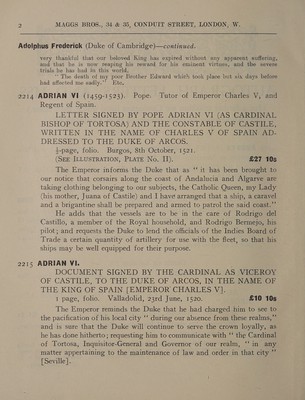 2 MAGGS BROS., 34 & 35, CONDUIT STREET, LONDON, W.
Adolphus Frederick (Duke of Cambridge)—continued.
very thankful that our beloved King has expired without any apparent suffering,
and that he is now reaping his reward for his eminent virtues, and the severe
trials he has had in this world.
"The death of my poor Brother Edward which took place but six days before
had affected me sadly." Etc.
2214 ADRIAN VI (1459-1523). Pope. Tutor of Emperor Charles V, and
Regent of Spain.
LETTER SIGNED BY POPE ADRIAN VI (AS CARDINAL
BISHOP OF TORTOSA) AND THE CONSTABLE OF CASTILE,
WRITTEN IN THE NAME OF CHARLES V OF SPAIN AD-
DRESSED TO THE DUKE OF ARCOS.
½-page, folio. Burgos, 8th October, 1521.
(SEE ILLUSTRATION, PLATE No. II). £27 10s
The Emperor informs the Duke that as "it has been brought to
our notice that corsairs along the coast of Andalucia and Algarve are
taking clothing belonging to our subjects, the Catholic Queen, my Lady
(his mother, Juana of Castile) and I have arranged that a ship, a caravel
and a brigantine shall be prepared and armed to patrol the said coast."
He adds that the vessels are to be in the care of Rodrigo del
Castillo, a member of the Royal household, and Rodrigo Bermejo, his
pilot; and requests the Duke to lend the officials of the Indies Board of
Trade a certain quantity of artillery for use with the fleet, so that his
ships may be well equipped for their purpose.
2215 ADRIAN VI.
DOCUMENT SIGNED BY THE CARDINAL AS VICEROY
OF CASTILE, TO THE DUKE OF ARCOS, IN THE NAME OF
THE KING OF SPAIN [EMPEROR CHARLES V].
1 page, folio. Valladolid, 23rd June, 1520. £10 10s
The Emperor reminds the Duke that he had charged him to see to
the pacification of his local city "during our absence from these realms,"
and is sure that the Duke will continue to serve the crown loyally, as
he has done hitherto; requesting him to communicate with "the Cardinal
of Tortosa, Inquisitor-General and Governor of our realm, "in any
matter appertaining to the maintenance of law and order in that city"
[Seville].